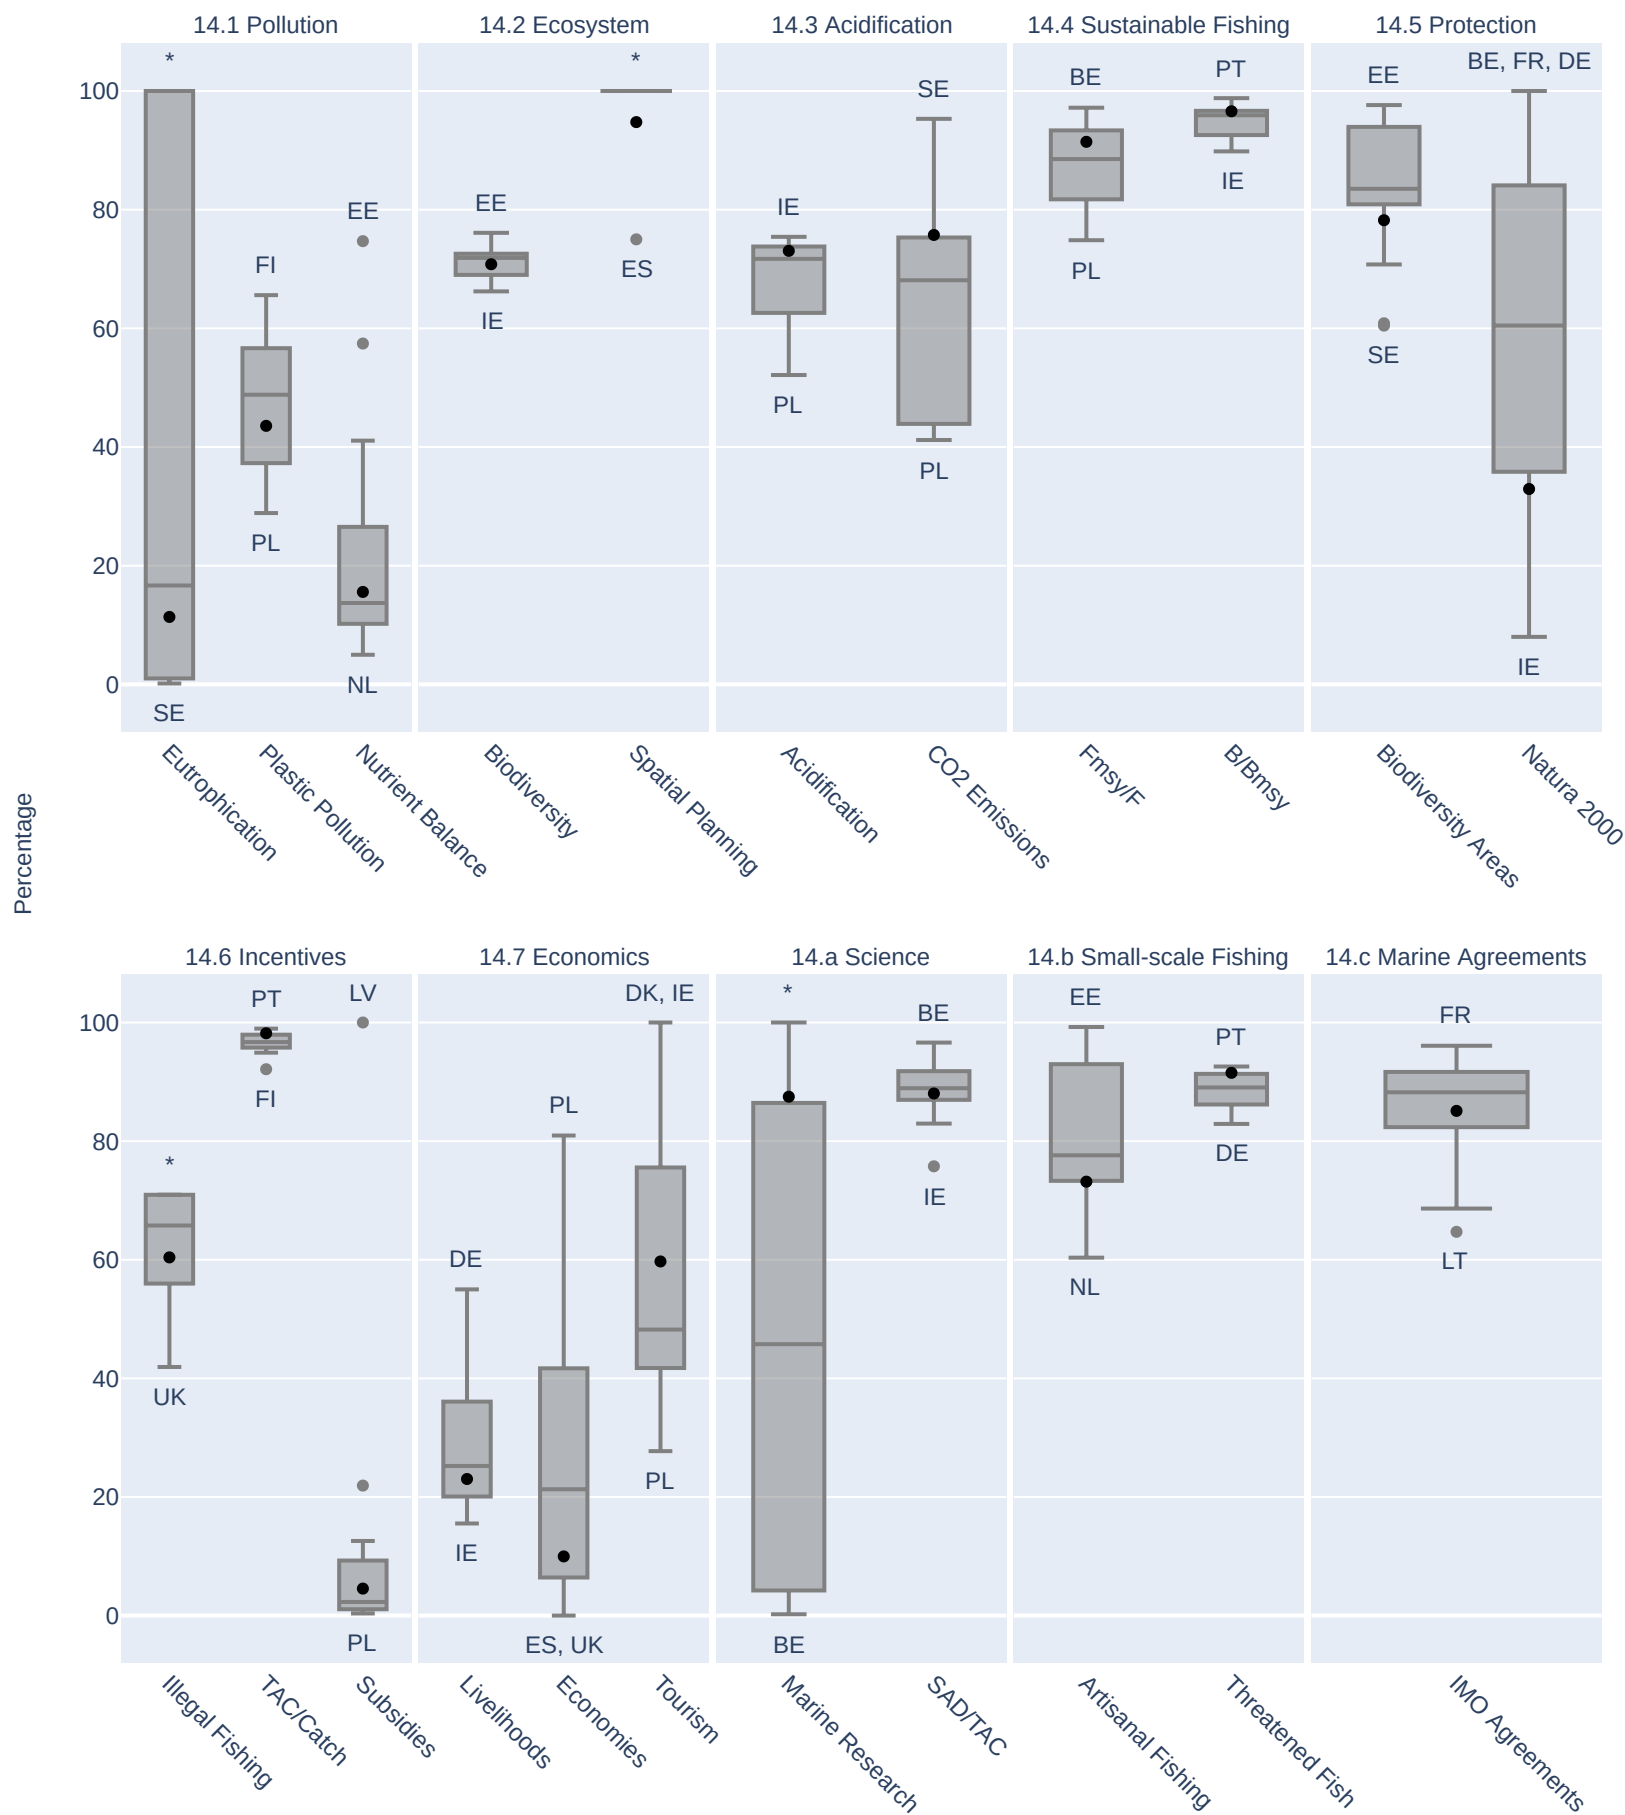 14.1 Pollution
14.2 Ecosystem
14.3 Acidification
14.4 Sustainable Fishing
14.5 Protection
*
*
BE
PT
EE
BE, FR, DE
100
SE
80
EE
EE
IE
IE
FI
ES
PL
60
IE
SE
PL
40
PL
20
PL
IE
0
NL
SE
Eutrophication
Plastic Pollution
Nutrient Balance
Biodiversity
Spatial Planning
Acidification
CO2 Emissions
Fmsy/F
B/Bmsy
Biodiversity Areas
Natura 2000
Percentage
14.6 Incentives
14.7 Economics
14.a Science
14.b Small-scale Fishing
14.c Marine Agreements
PT
LV
DK, IE
*
BE
EE
PT
FR
100
FI
PL
80
*
IE
DE
60
UK
DE
NL
LT
40
PL
20
IE
0
PL
ES, UK
BE
Illegal Fishing
TAC/Catch
Subsidies
Livelihoods
Economies
Tourism
Marine Research
SAD/TAC
Artisanal Fishing
Threatened Fish
IMO Agreements